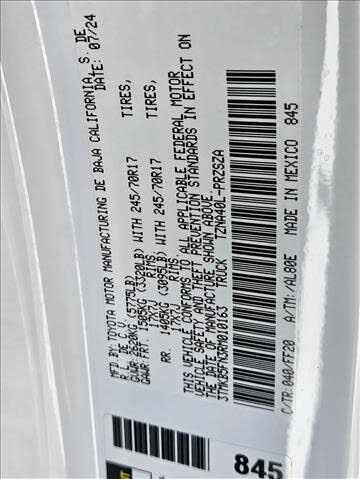 MFD.BY: TOYOTA MOTOR MANUFACTURING DE BAJA CALIFORNIA, S. DE
R.L. DE C.V. DATE: 07/24
GVWR: 2620KG (5775LB)
GAWR: FRT. 1505KG (3320LB) WITH 245/70R17 TIRES,
17X7J RIMS
RR. 1405KG (3095LB) WITH 245/70R17 TIRES,
17X7J RIMS
THIS VEHICLE CONFORMS TO ALL APPLICABLE FEDERAL MOTOR
VEHICLE SAFETY AND THEFT PREVENTION STANDARDS IN EFFECT ON
THE DATE OF MANUFACTURE SHOWN ABOVE.
3TMKB5FN3RM010163 TRUCK TZNA40L-PRZSZA
C/TR:040/FF20 A/TM:/AL80E MADE IN MEXICO 845
845